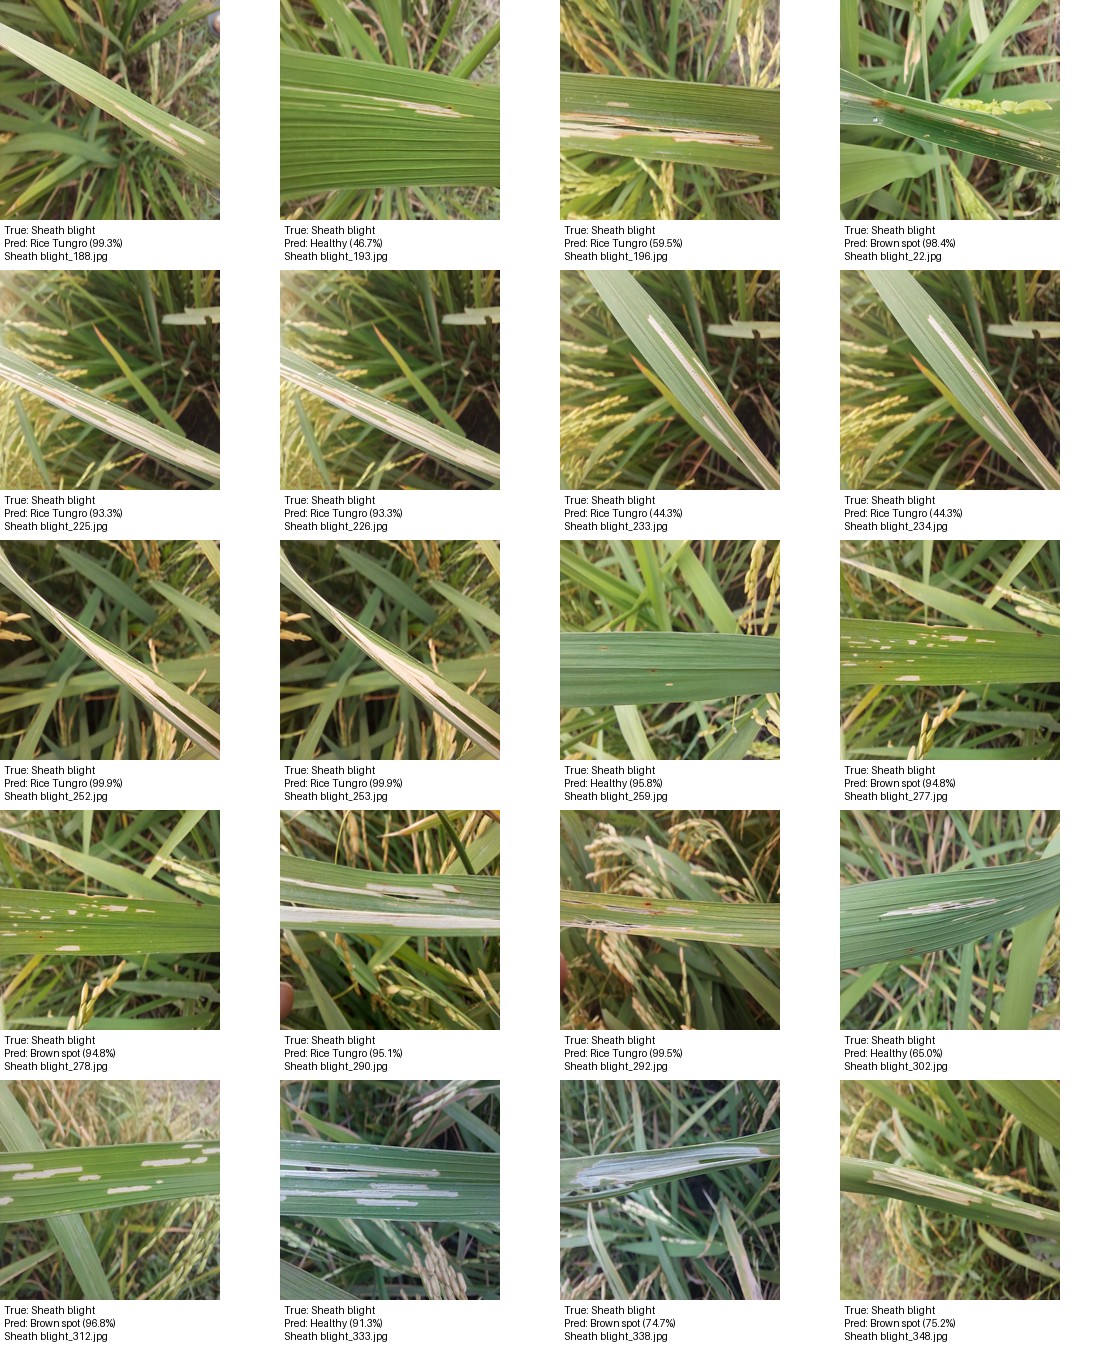 True: Sheath blight
Pred: Rice Tungro (99.3%)
Sheath blight_188.jpg
True: Sheath blight
Pred: Healthy (46.7%)
Sheath blight_193.jpg
True: Sheath blight
Pred: Rice Tungro (59.5%)
Sheath blight_196.jpg
True: Sheath blight
Pred: Brown spot (98.4%)
Sheath blight_22.jpg
True: Sheath blight
Pred: Rice Tungro (93.3%)
Sheath blight_225.jpg
True: Sheath blight
Pred: Rice Tungro (93.3%)
Sheath blight_226.jpg
True: Sheath blight
Pred: Rice Tungro (44.3%)
Sheath blight_233.jpg
True: Sheath blight
Pred: Rice Tungro (44.3%)
Sheath blight_234.jpg
True: Sheath blight
Pred: Rice Tungro (99.9%)
Sheath blight_252.jpg
True: Sheath blight
Pred: Rice Tungro (99.9%)
Sheath blight_253.jpg
True: Sheath blight
Pred: Healthy (95.8%)
Sheath blight_259.jpg
True: Sheath blight
Pred: Brown spot (94.8%)
Sheath blight_277.jpg
True: Sheath blight
Pred: Brown spot (94.8%)
Sheath blight_278.jpg
True: Sheath blight
Pred: Rice Tungro (95.1%)
Sheath blight_290.jpg
True: Sheath blight
Pred: Rice Tungro (99.5%)
Sheath blight_292.jpg
True: Sheath blight
Pred: Healthy (65.0%)
Sheath blight_302.jpg
True: Sheath blight
Pred: Brown spot (96.8%)
Sheath blight_312.jpg
True: Sheath blight
Pred: Healthy (91.3%)
Sheath blight_333.jpg
True: Sheath blight
Pred: Brown spot (74.7%)
Sheath blight_338.jpg
True: Sheath blight
Pred: Brown spot (75.2%)
Sheath blight_348.jpg